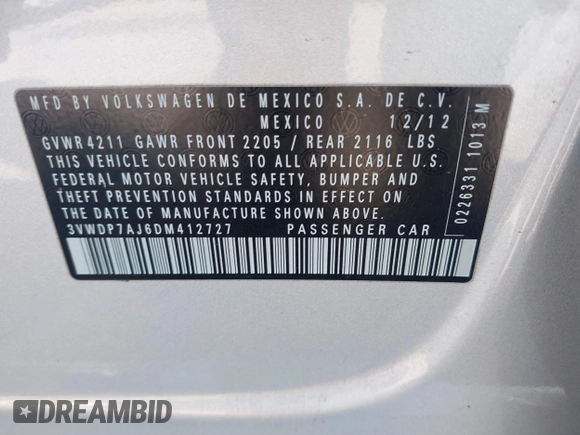 MFD BY VOLKSWAGEN DE MEXICO S.A. DE C.V.
MEXICO 12/12
GVWR 4211 GAWR FRONT 2205 / REAR 2116 LBS
THIS VEHICLE CONFORMS TO ALL APPLICABLE U.S.
FEDERAL MOTOR VEHICLE SAFETY, BUMPER AND
THEFT PREVENTION STANDARDS IN EFFECT ON
THE DATE OF MANUFACTURE SHOWN ABOVE.
3VWDP7AJ6DM412727 PASSENGER CAR
0226331 1013 M
DREAMBID